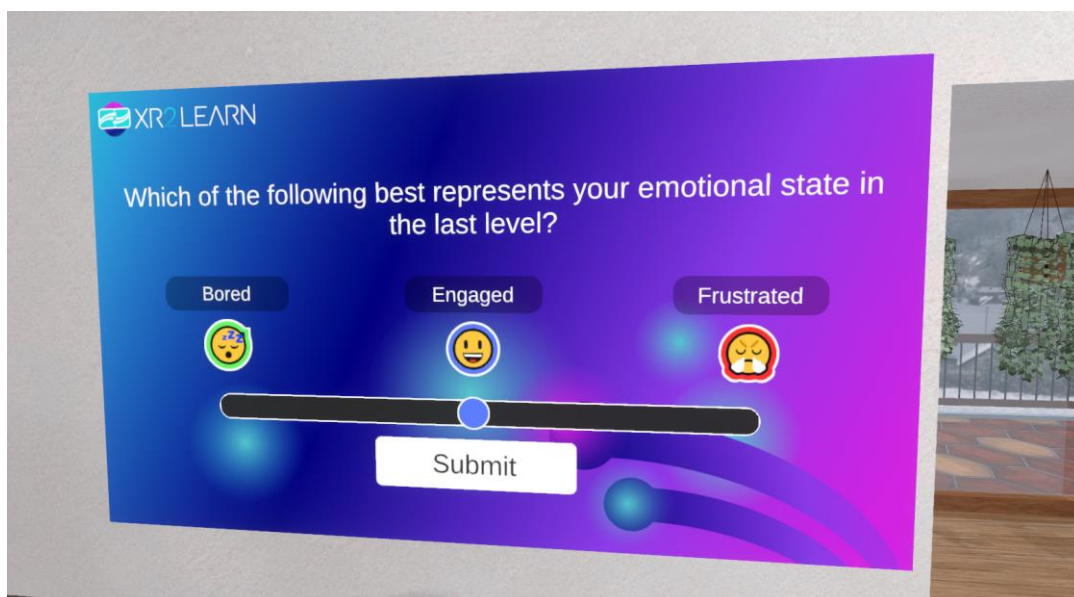 XR2LEARN
Which of the following best represents your emotional state in
the last level?
Bored
Engaged
Frustrated
Submit